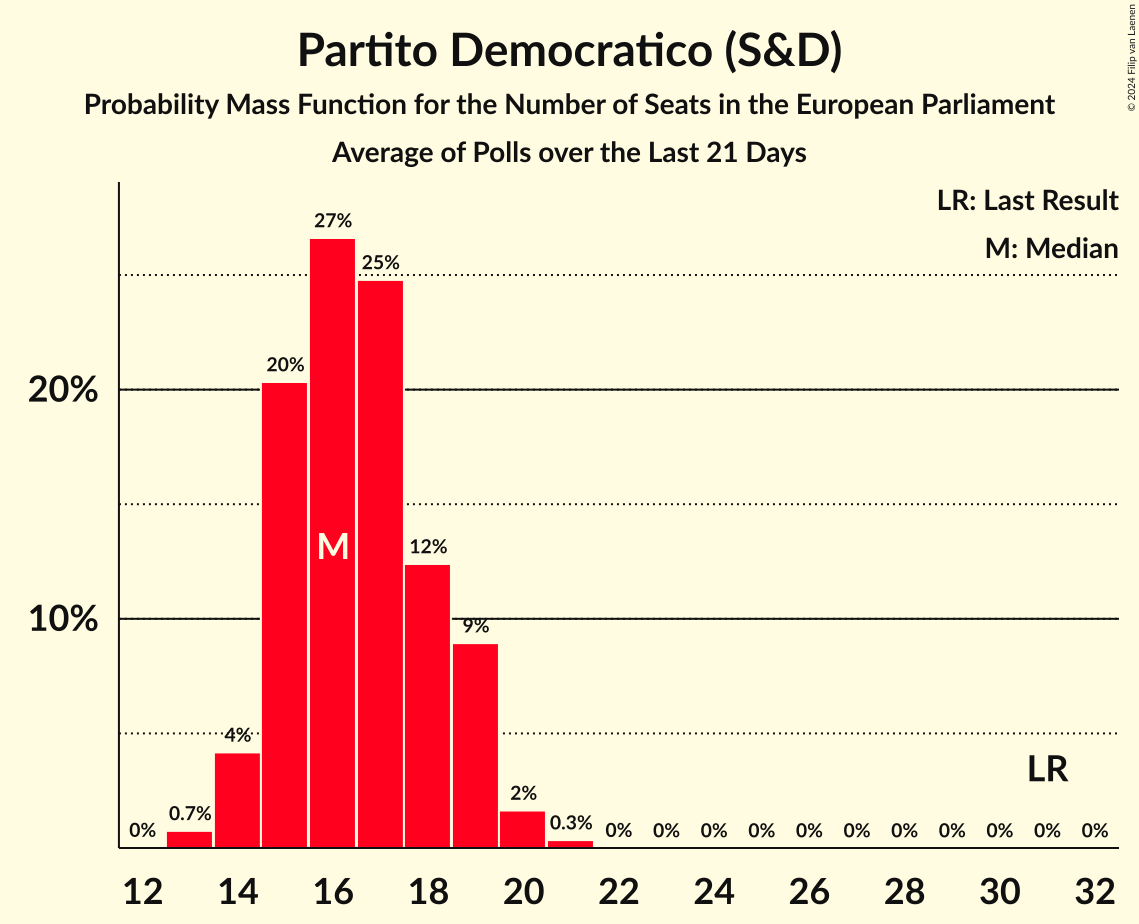 Partito Democratico (S&D)
Probability Mass Function for the Number of Seats in the European Parliament
Average of Polls over the Last 21 Days
© 2024 Filip van Laenen
LR: Last Result
M: Median
27%
25%
20%
20%
M
12%
10%
9%
4%
LR
2%
0% 0.7% 0.3% 0% 0% 0% 0% 0% 0% 0% 0% 0% 0% 0%
12 14 16 18 20 22 24 26 28 30 32